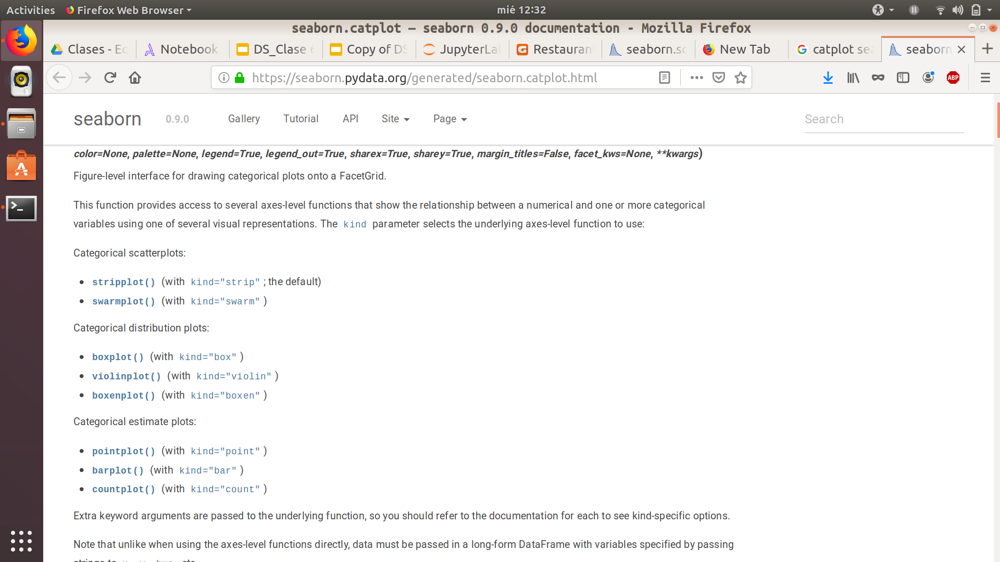 Activities Firefox Web Browser mié 12:32
seaborn.catplot — seaborn 0.9.0 documentation - Mozilla Firefox
Clases - Eq Notebook DS_Clase 6 Copy of DS JupyterLa Restauran seaborn.sc New Tab catplot sea seaborn
https://seaborn.pydata.org/generated/seaborn.catplot.html ABP
seaborn 0.9.0 Gallery Tutorial API Site Page Search
color=None, palette=None, legend=True, legend_out=True, sharex=True, sharey=True, margin_titles=False, facet_kws=None, **kwargs)
Figure-level interface for drawing categorical plots onto a FacetGrid.
This function provides access to several axes-level functions that show the relationship between a numerical and one or more categorical
variables using one of several visual representations. The kind parameter selects the underlying axes-level function to use:
Categorical scatterplots:
• stripplot() (with kind="strip" ; the default)
• swarmplot() (with kind="swarm" )
Categorical distribution plots:
• boxplot() (with kind="box" )
• violinplot() (with kind="violin" )
• boxenplot() (with kind="boxen" )
Categorical estimate plots:
• pointplot() (with kind="point" )
• barplot() (with kind="bar" )
• countplot() (with kind="count" )
Extra keyword arguments are passed to the underlying function, so you should refer to the documentation for each to see kind-specific options.
Note that unlike when using the axes-level functions directly, data must be passed in a long-form DataFrame with variables specified by passing